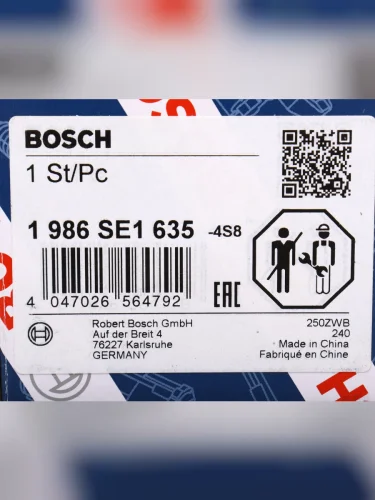 BOSCH
1 St/Pc
1 986 SE1 635 -4S8
4 047026 564792
EAC
Robert Bosch GmbH
Auf der Breit 4
76227 Karlsruhe
GERMANY
250ZWB
240
Made in China
Fabriqué en Chine